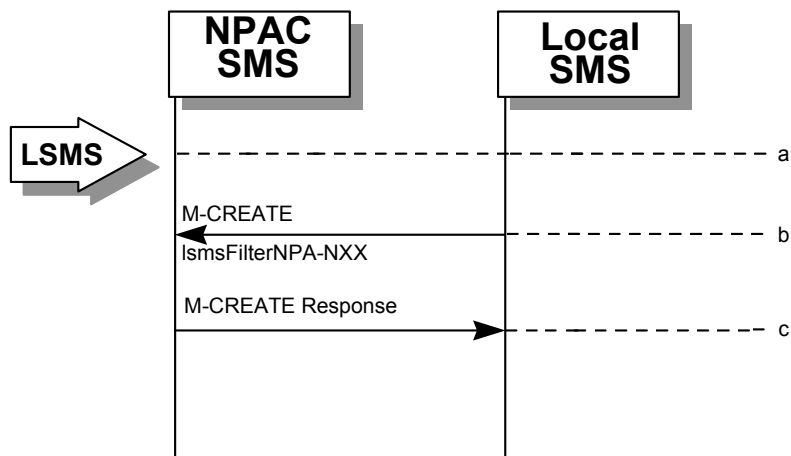 NPAC
SMS
Local
SMS
LSMS
a
M-CREATE
b
lsmsFilterNPA-NXX
M-CREATE Response
c